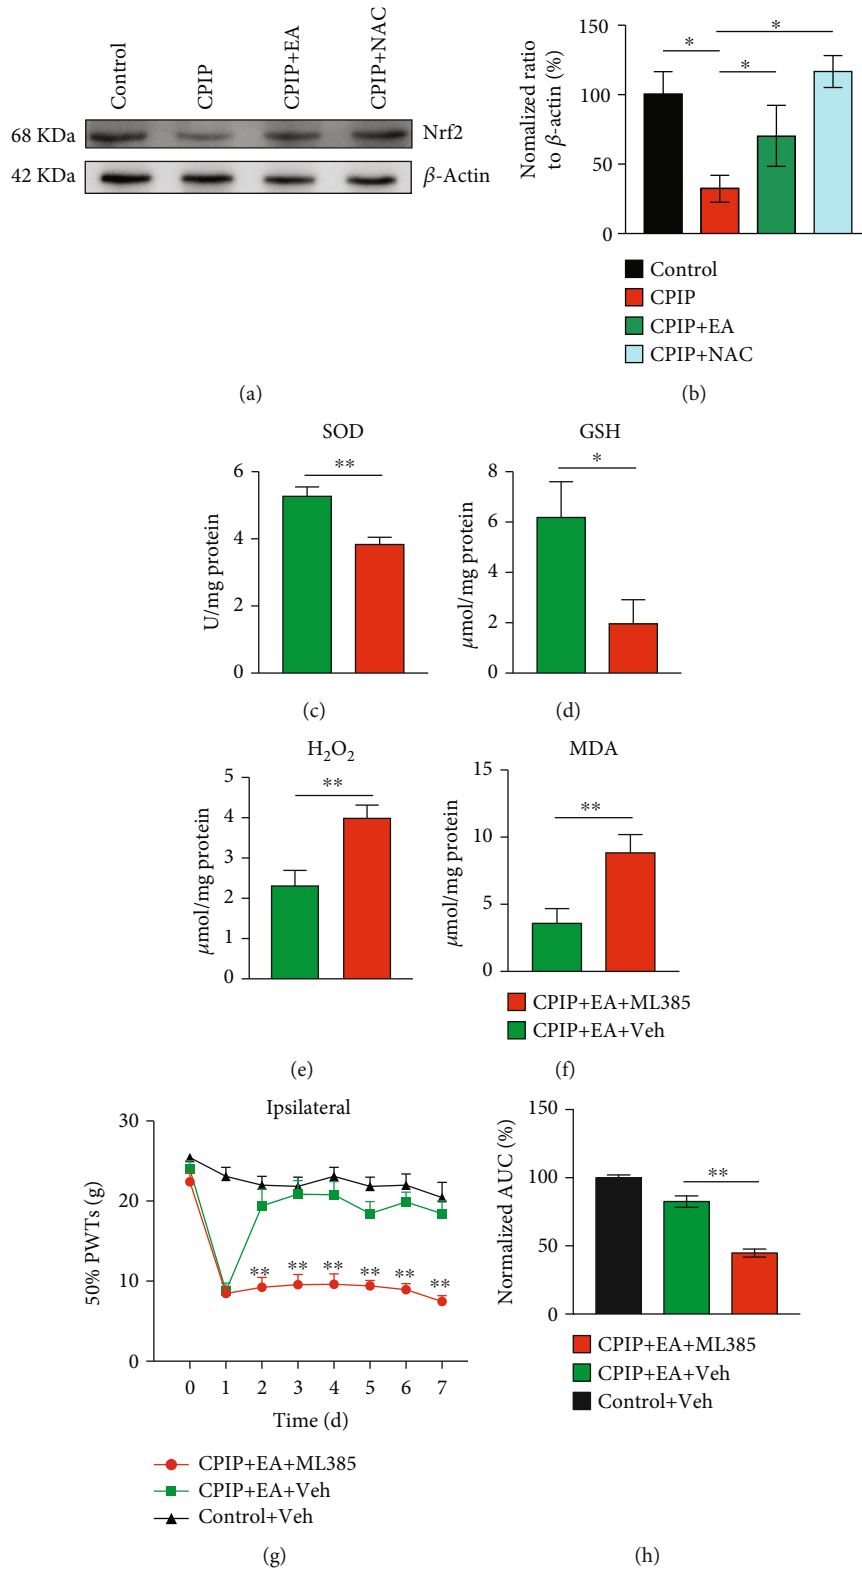 Control
CPIP
CPIP+EA
CPIP+NAC
68 KDa
Nrf2
42 KDa
β-Actin
(a)
Nomalized ratio
to β-actin (%)
150
100
50
0
*
*
*
Control
CPIP
CPIP+EA
CPIP+NAC
(b)
SOD
U/mg protein
6
4
2
0
**
(c)
GSH
μmol/mg protein
8
6
4
2
0
*
(d)
H₂O₂
μmol/mg protein
5
4
3
2
1
0
**
(e)
MDA
μmol/mg protein
15
10
5
0
**
CPIP+EA+ML385
CPIP+EA+Veh
(f)
Ipsilateral
50% PWTs (g)
30
20
10
0
** ** ** ** ** **
0 1 2 3 4 5 6 7
Time (d)
CPIP+EA+ML385
CPIP+EA+Veh
Control+Veh
(g)
Normalized AUC (%)
150
100
50
0
**
CPIP+EA+ML385
CPIP+EA+Veh
Control+Veh
(h)